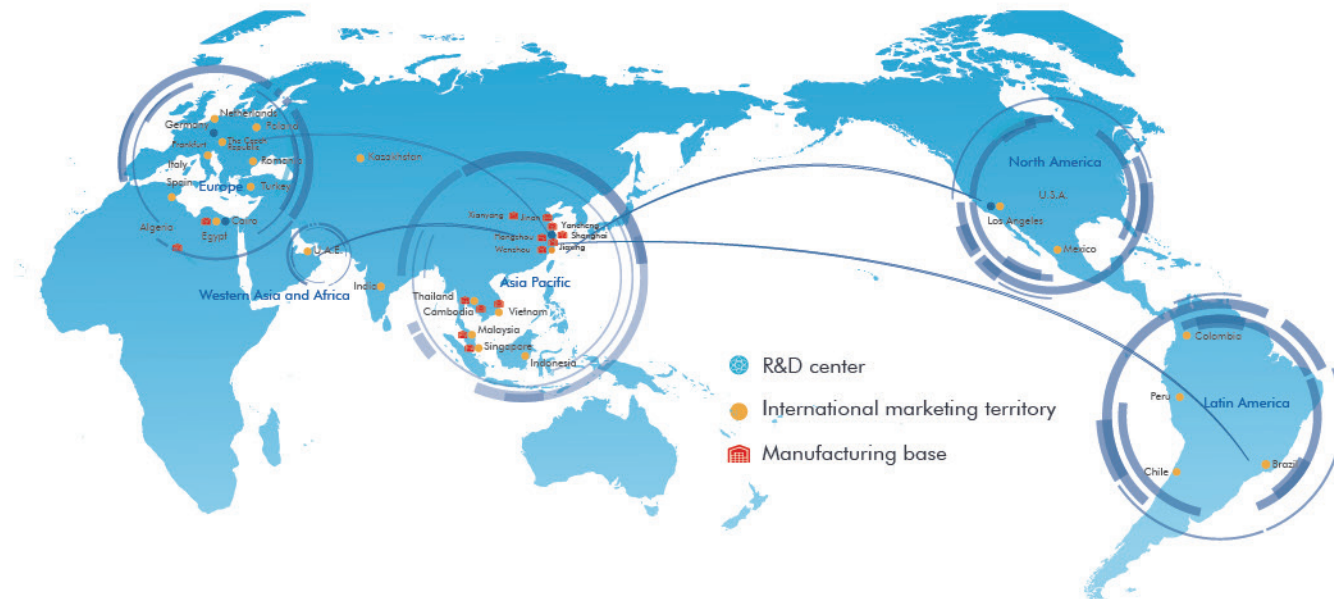 Netherlands
Germany
Poland
The Czech
Republic
Frankfurt
Italy
Romania
Kazakhstan
Spain
Europe
Turkey
Algeria
Egypt
Cairo
U.A.E.
Western Asia and Africa
India
Xianyang
Jinan
Yancheng
Shanghai
Jiaxing
Wenzhou
Asia Pacific
Thailand
Cambodia
Vietnam
Malaysia
Singapore
Indonesia
North America
U.S.A.
Los Angeles
Mexico
Colombia
Peru
Latin America
Chile
Brazil
R&D center
International marketing territory
Manufacturing base